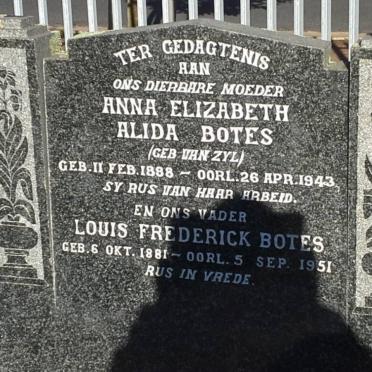 TER GEDAGTENIS
AAN
ONS DIERBARE MOEDER
ANNA ELIZABETH
ALIDA BOTES
(GEB VAN ZYL)
GEB. 11 FEB. 1888 ~ OORL. 26 APR. 1943.
SY RUS VAN HAAR ARBEID.
EN ONS VADER
LOUIS FREDERICK BOTES
GEB. 6 OKT. 1881 ~ OORL. 5 SEP. 1951
RUS IN VREDE.